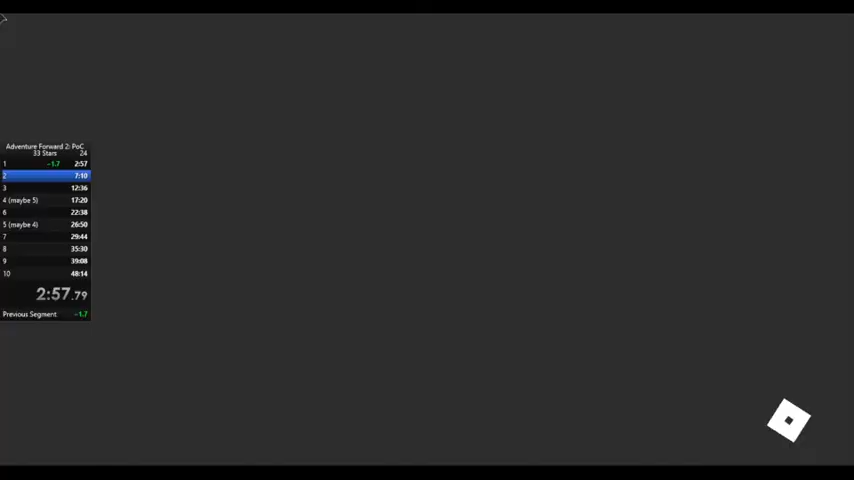 Adventure Forward 2: PoC
33 Stars 24
1 -1.7 2:57
2 7:10
3 12:36
4 (maybe 5) 17:20
6 22:38
5 (maybe 4) 26:50
7 29:44
8 35:30
9 39:08
10 48:14
2:57.79
Previous Segment -1.7